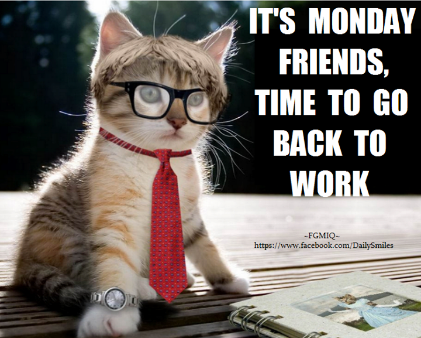 IT'S MONDAY
FRIENDS,
TIME TO GO
BACK TO
WORK
~FGMIQ~
https://www.facebook.com/DailySmiles